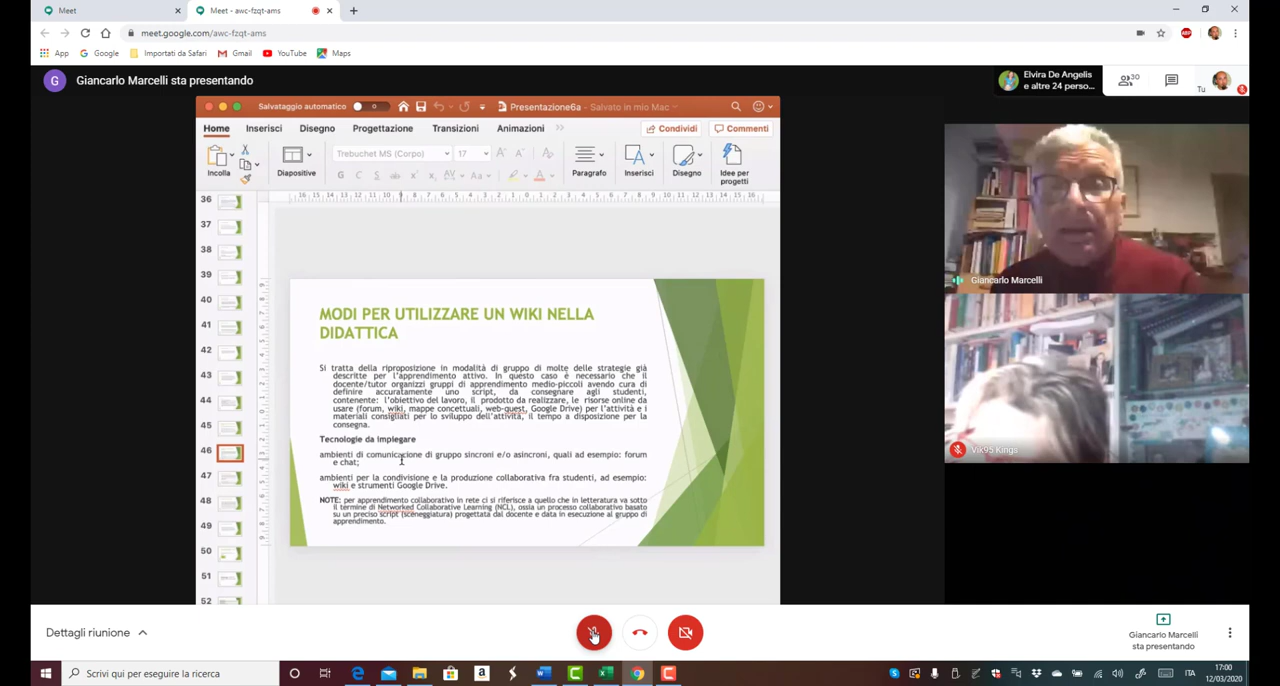 Meet
Meet - awc-fzqt-ams
meet.google.com/awc-fzqt-ams
App Google Importati da Safari Gmail YouTube Maps
G Giancarlo Marcelli sta presentando
Elvira De Angelis
e altre 24 perso...
30
Tu
Salvataggio automatico Presentazione6a - Salvato in mio Mac
Home Inserisci Disegno Progettazione Transizioni Animazioni
Condividi Commenti
Trebuchet MS (Corpo) 17
Incolla Diapositive Paragrafo Inserisci Disegno Idee per
progetti
36
37
38
39
40
41
42
43
44
45
46
47
48
49
50
51
52
MODI PER UTILIZZARE UN WIKI NELLA
DIDATTICA
Si tratta della riproposizione in modalità di gruppo di molte delle strategie già
descritte per l'apprendimento attivo. In questo caso è necessario che il
docente/tutor organizzi gruppi di apprendimento medio-piccoli avendo cura di
definire accuratamente uno script, da consegnare agli studenti,
contenente: l'obiettivo del lavoro, il prodotto da realizzare, le risorse online da
usare (forum, wiki, mappe concettuali, web-quest, Google Drive) per l'attività e i
materiali consigliati per lo sviluppo dell'attività, il tempo a disposizione per la
consegna.
Tecnologie da impiegare
ambienti di comunicazione di gruppo sincroni e/o asincroni, quali ad esempio: forum
e chat;
ambienti per la condivisione e la produzione collaborativa fra studenti, ad esempio:
wiki e strumenti Google Drive.
NOTE: per apprendimento collaborativo in rete ci si riferisce a quello che in letteratura va sotto
il termine di Networked Collaborative Learning (NCL), ossia un processo collaborativo basato
su un preciso script (sceneggiatura) progettata dal docente e data in esecuzione al gruppo di
apprendimento.
Giancarlo Marcelli
Vik95 Kings
Dettagli riunione
Giancarlo Marcelli
sta presentando
Scrivi qui per eseguire la ricerca
ITA
17:00
12/03/2020